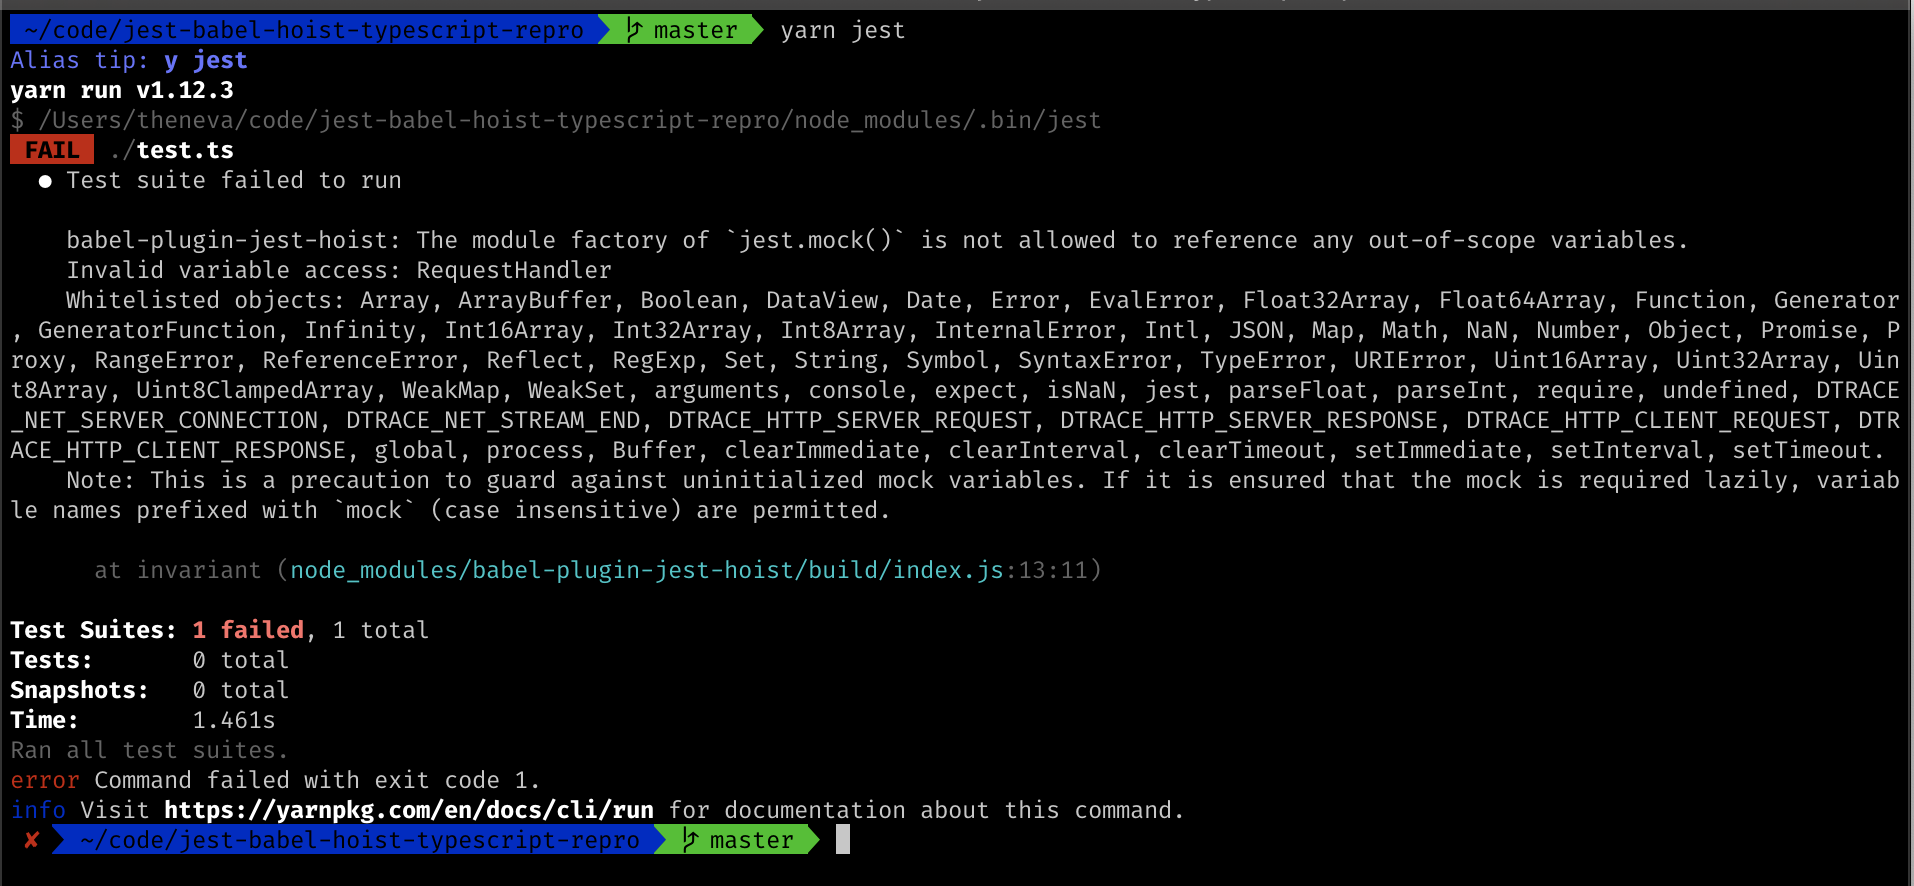 ~/code/jest-babel-hoist-typescript-repro master yarn jest
Alias tip: y jest
yarn run v1.12.3
$ /Users/theneva/code/jest-babel-hoist-typescript-repro/node_modules/.bin/jest
FAIL ./test.ts
● Test suite failed to run
babel-plugin-jest-hoist: The module factory of `jest.mock()` is not allowed to reference any out-of-scope variables.
Invalid variable access: RequestHandler
Whitelisted objects: Array, ArrayBuffer, Boolean, DataView, Date, Error, EvalError, Float32Array, Float64Array, Function, Generator
, GeneratorFunction, Infinity, Int16Array, Int32Array, Int8Array, InternalError, Intl, JSON, Map, Math, NaN, Number, Object, Promise, P
roxy, RangeError, ReferenceError, Reflect, RegExp, Set, String, Symbol, SyntaxError, TypeError, URIError, Uint16Array, Uint32Array, Uin
t8Array, Uint8ClampedArray, WeakMap, WeakSet, arguments, console, expect, isNaN, jest, parseFloat, parseInt, require, undefined, DTRACE
_NET_SERVER_CONNECTION, DTRACE_NET_STREAM_END, DTRACE_HTTP_SERVER_REQUEST, DTRACE_HTTP_SERVER_RESPONSE, DTRACE_HTTP_CLIENT_REQUEST, DTR
ACE_HTTP_CLIENT_RESPONSE, global, process, Buffer, clearImmediate, clearInterval, clearTimeout, setImmediate, setInterval, setTimeout.
Note: This is a precaution to guard against uninitialized mock variables. If it is ensured that the mock is required lazily, variab
le names prefixed with `mock` (case insensitive) are permitted.
at invariant (node_modules/babel-plugin-jest-hoist/build/index.js:13:11)
Test Suites: 1 failed, 1 total
Tests: 0 total
Snapshots: 0 total
Time: 1.461s
Ran all test suites.
error Command failed with exit code 1.
info Visit https://yarnpkg.com/en/docs/cli/run for documentation about this command.
✘ ~/code/jest-babel-hoist-typescript-repro master